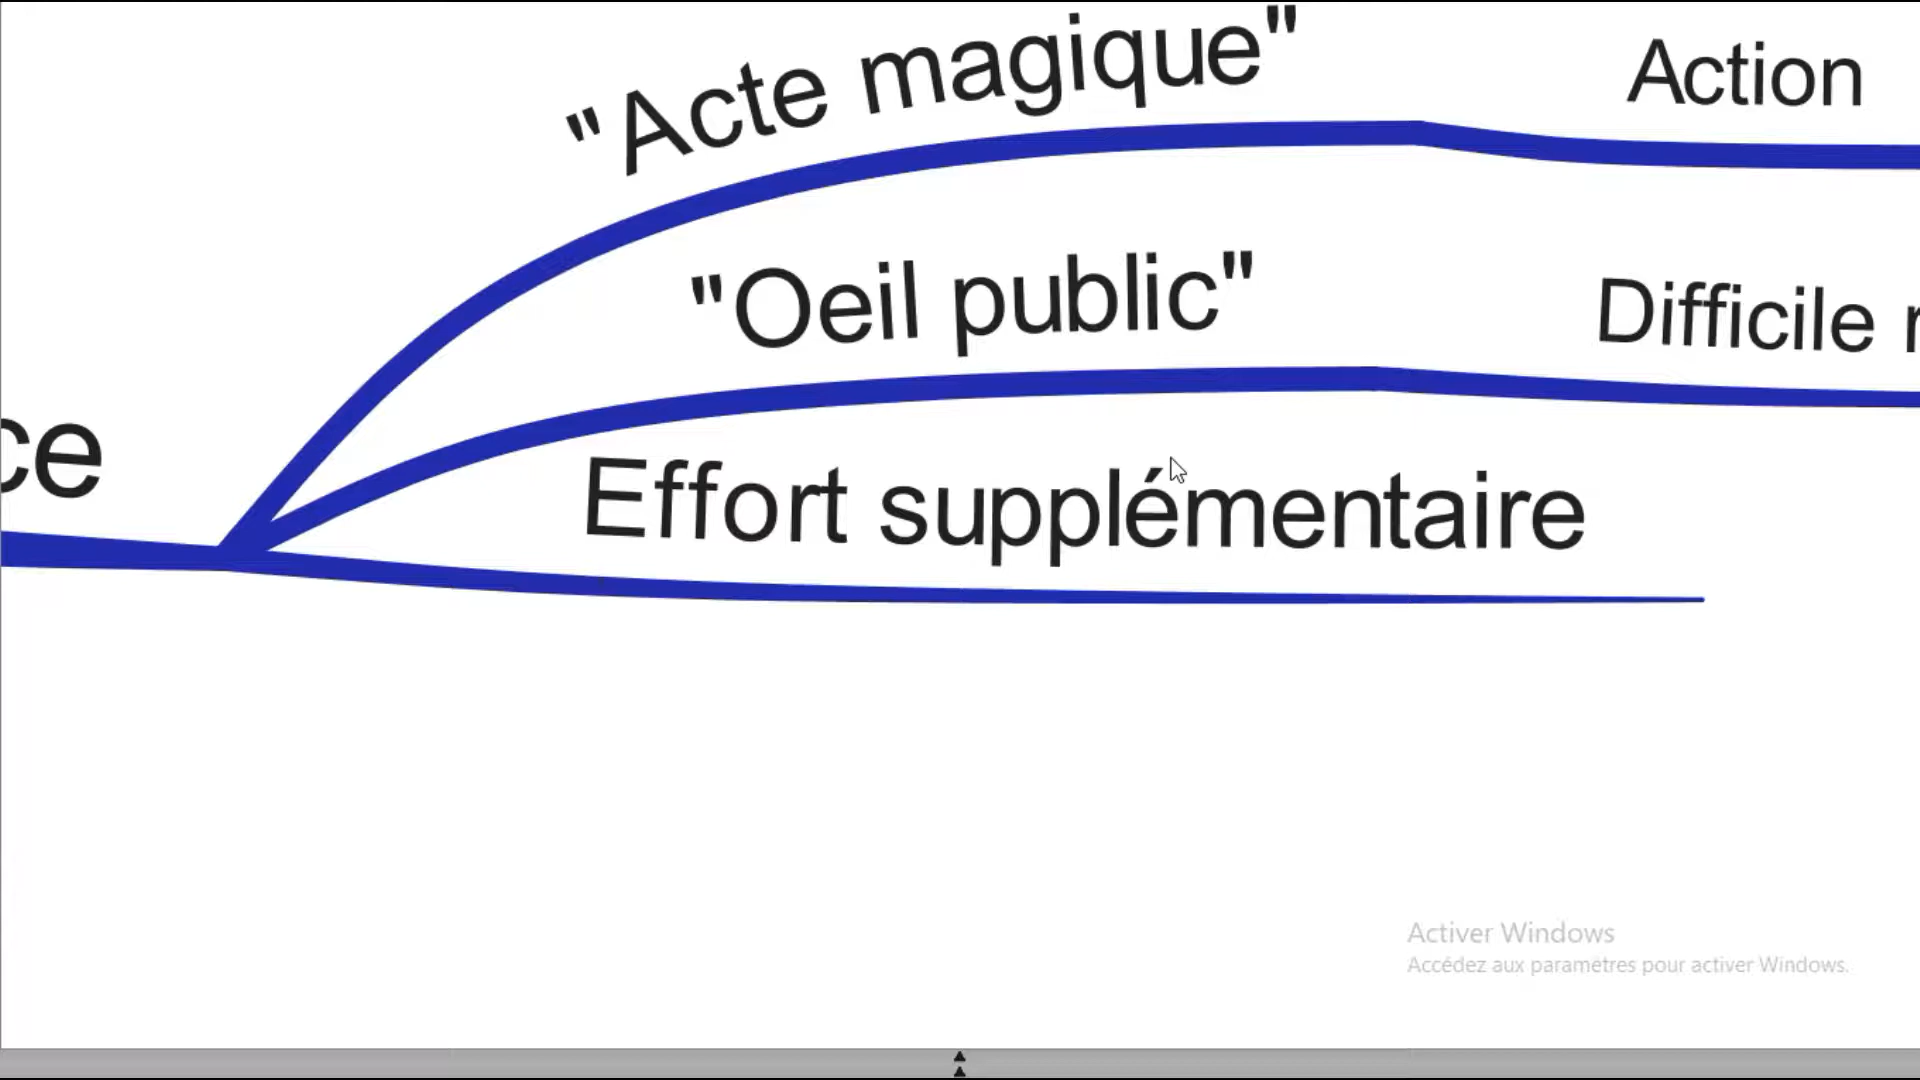 "Acte magique"
Action
"Oeil public"
Difficile
ce
Effort supplémentaire
Activer Windows
Accédez aux paramètres pour activer Windows.